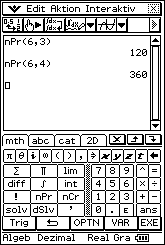 Edit Aktion Interaktiv
nPr(6,3)
120
nPr(6,4)
360
mth abc cat 2D
π θ i ∞ ( ) , ⇒ x y z t
Σ Π lim 7 8 9 ^ =
diff ∫ int 4 5 6 × ÷
! nPr nCr 1 2 3 + -
solv dSlv ′ 0 . E ans
Trig OPTN VAR EXE
Algeb Dezimal Real Gra